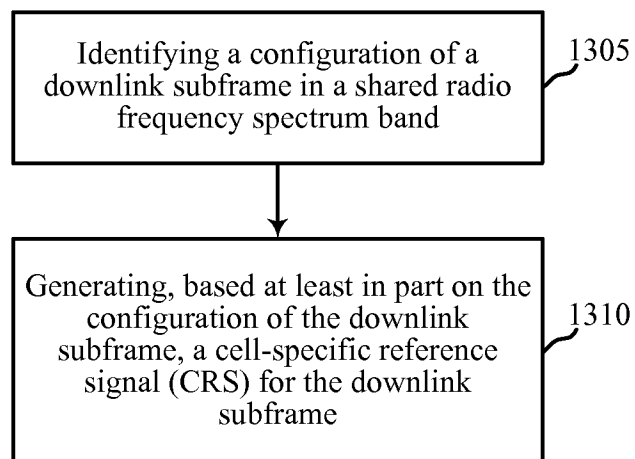 Identifying a configuration of a
downlink subframe in a shared radio
frequency spectrum band
1305
Generating, based at least in part on the
configuration of the downlink
subframe, a cell-specific reference
signal (CRS) for the downlink
subframe
1310